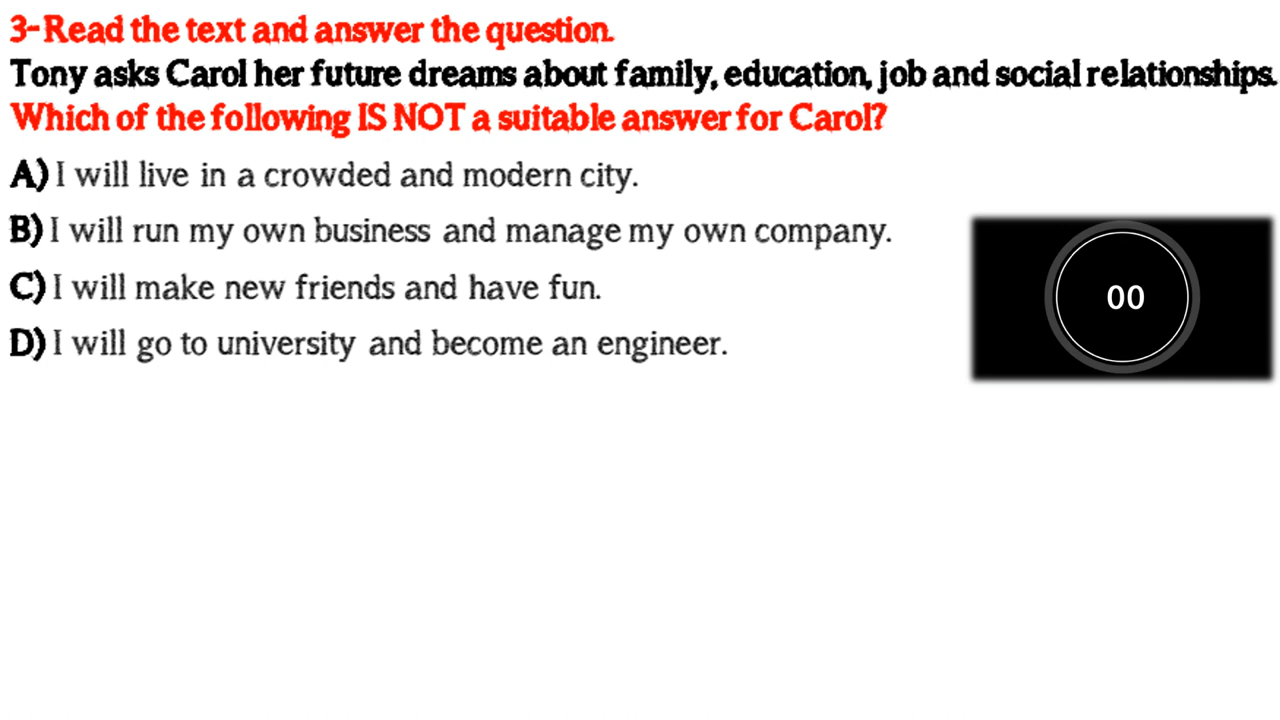 3-Read the text and answer the question.
Tony asks Carol her future dreams about family, education, job and social relationships.
Which of the following IS NOT a suitable answer for Carol?
A) I will live in a crowded and modern city.
B) I will run my own business and manage my own company.
C) I will make new friends and have fun.
D) I will go to university and become an engineer.
00